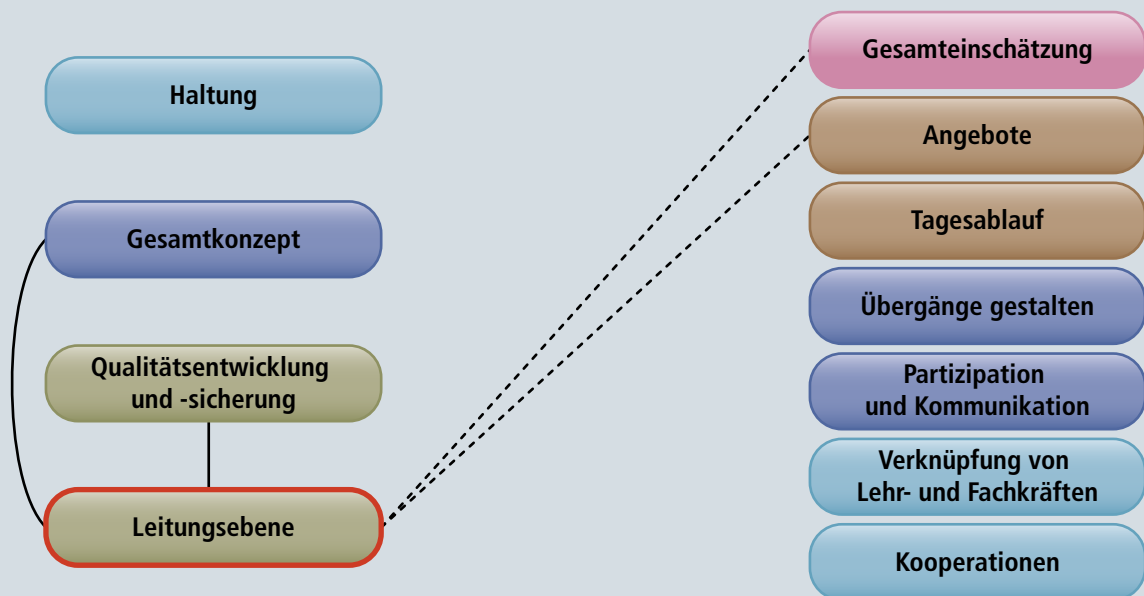 Haltung
Gesamtkonzept
Qualitätsentwicklung
und -sicherung
Leitungsebene
Gesamteinschätzung
Angebote
Tagesablauf
Übergänge gestalten
Partizipation
und Kommunikation
Verknüpfung von
Lehr- und Fachkräften
Kooperationen